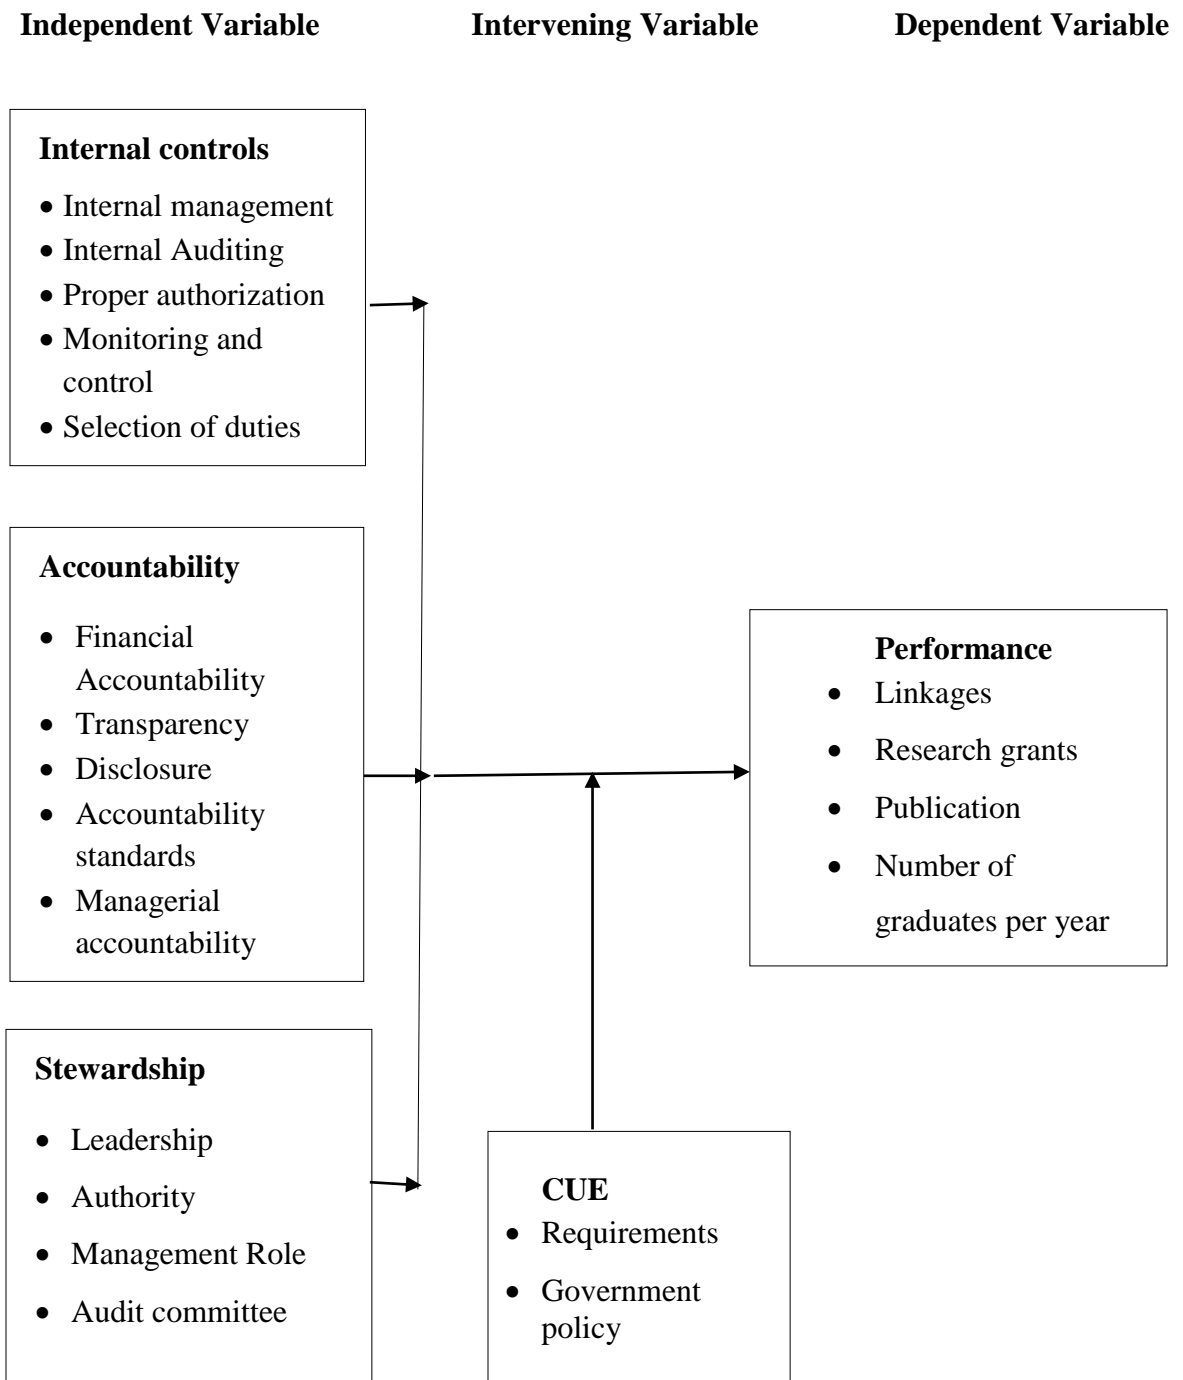 Independent Variable Intervening Variable Dependent Variable
Internal controls
• Internal management
• Internal Auditing
• Proper authorization
• Monitoring and
control
• Selection of duties
Accountability
• Financial
Accountability
• Transparency
• Disclosure
• Accountability
standards
• Managerial
accountability
Stewardship
• Leadership
• Authority
• Management Role
• Audit committee
CUE
• Requirements
• Government
policy
Performance
• Linkages
• Research grants
• Publication
• Number of
graduates per year